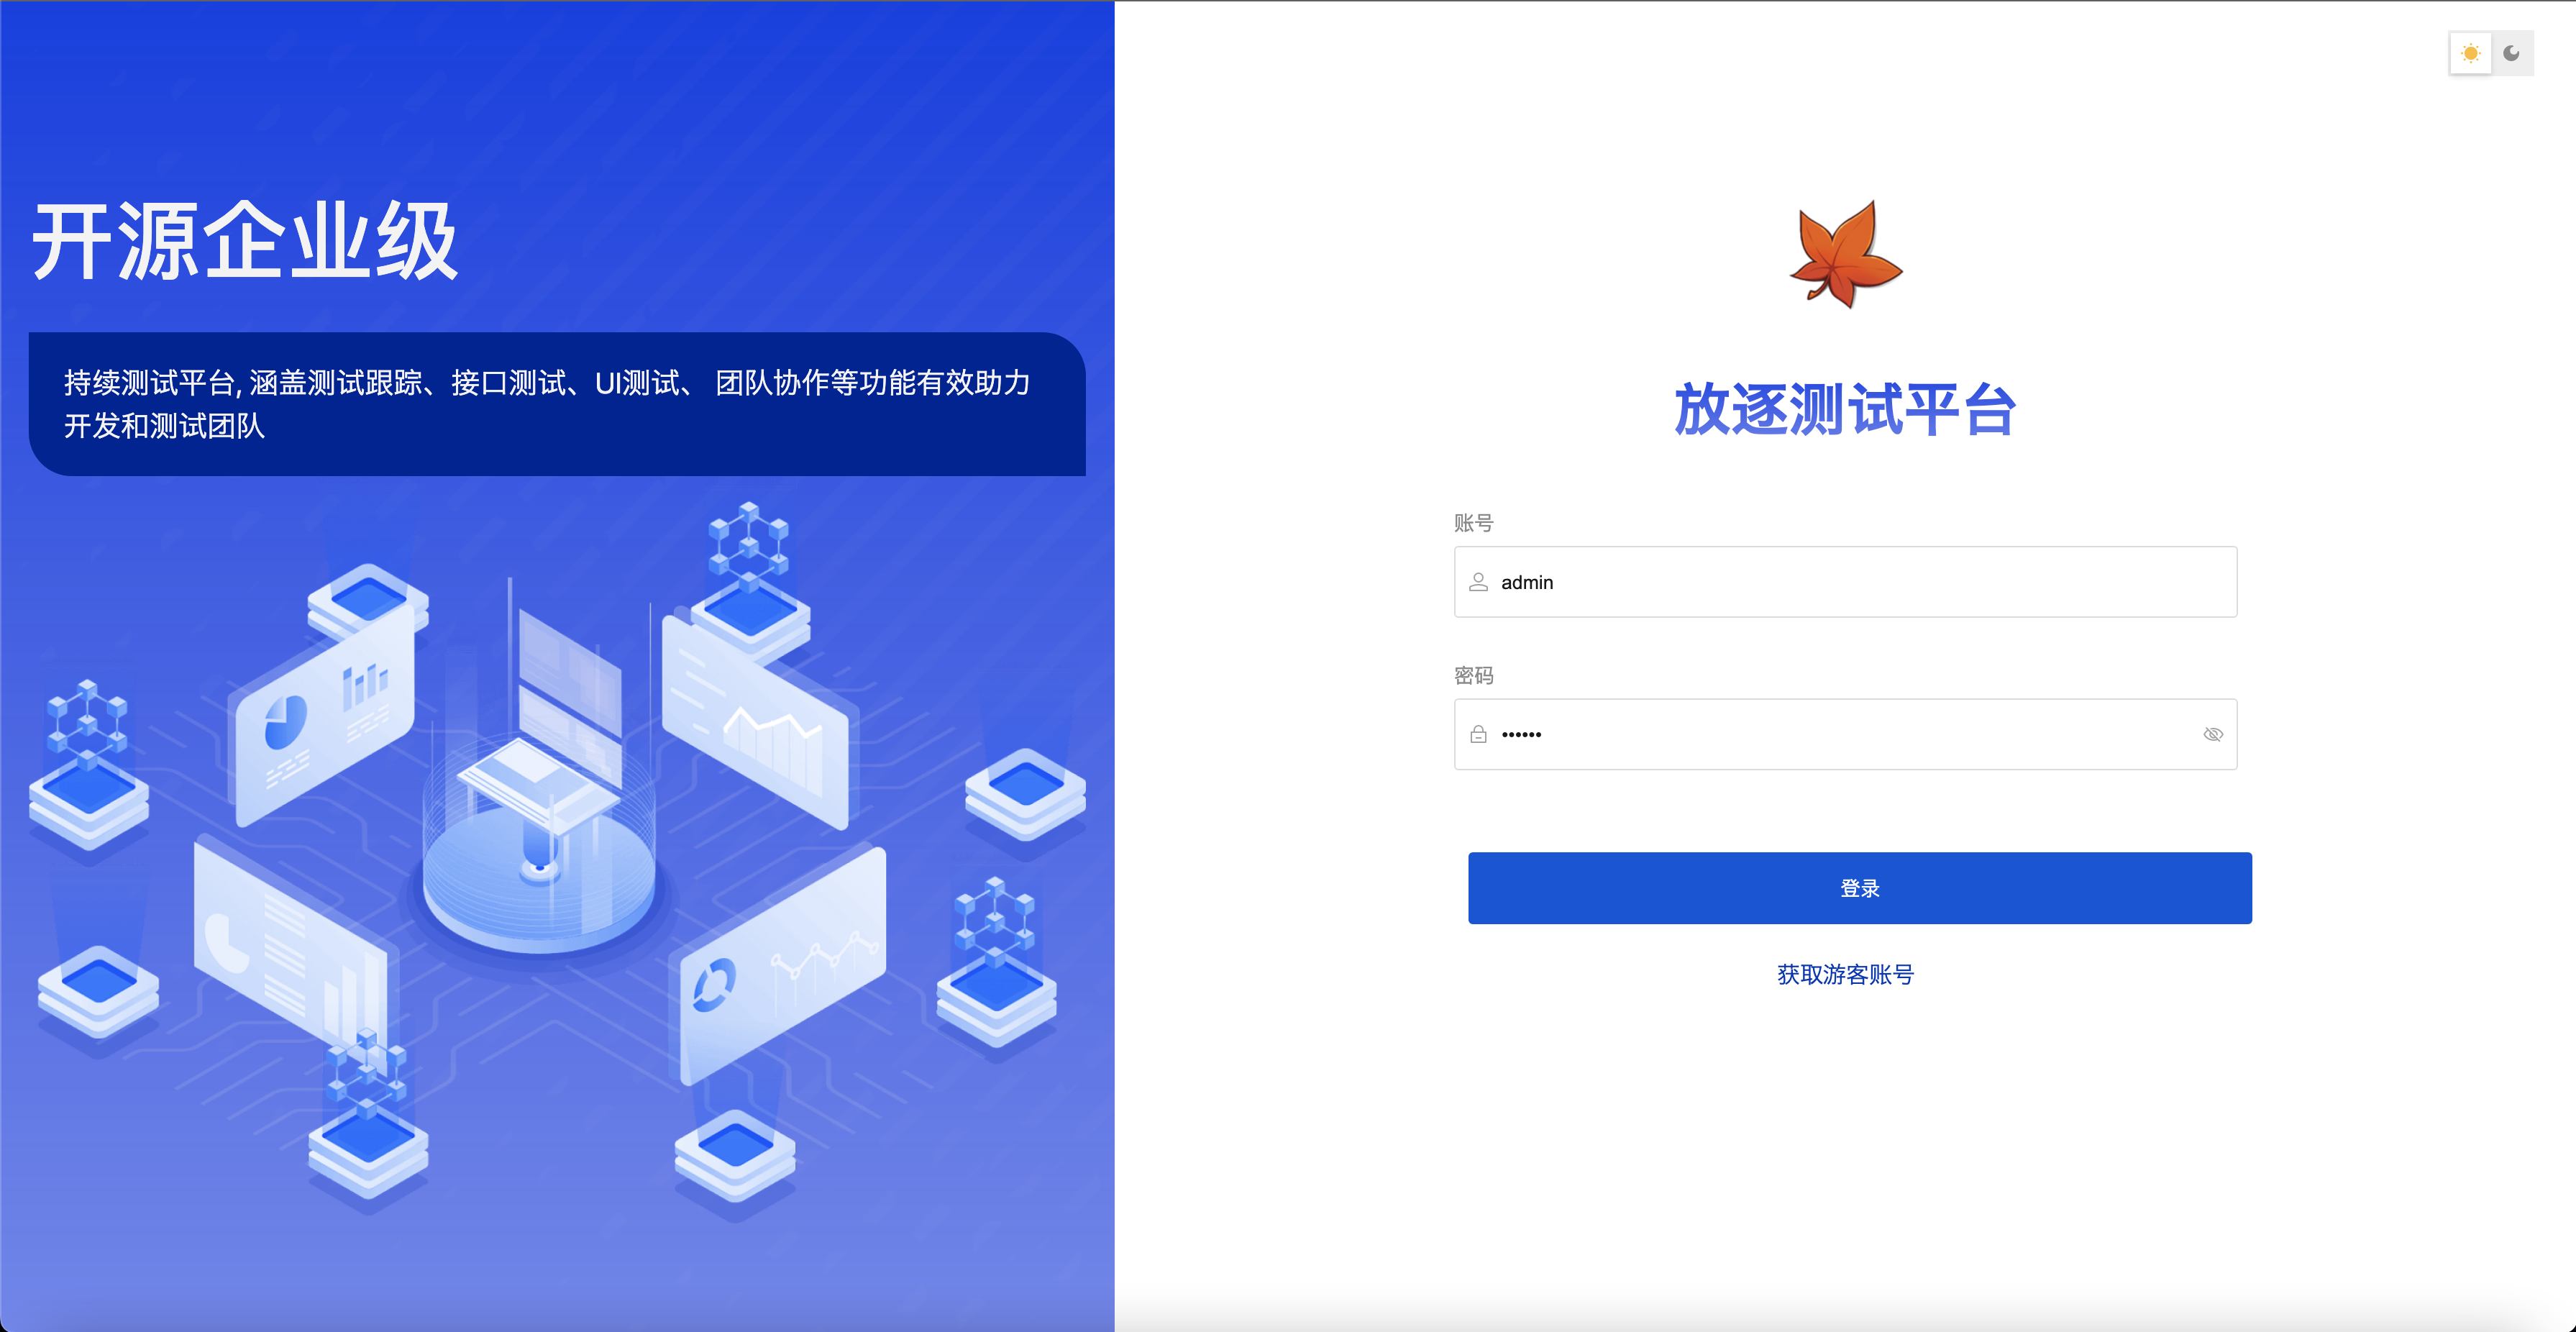 开源企业级
持续测试平台, 涵盖测试跟踪、接口测试、UI测试、 团队协作等功能有效助力
开发和测试团队
放逐测试平台
账号
admin
密码
••••••
登录
获取游客账号